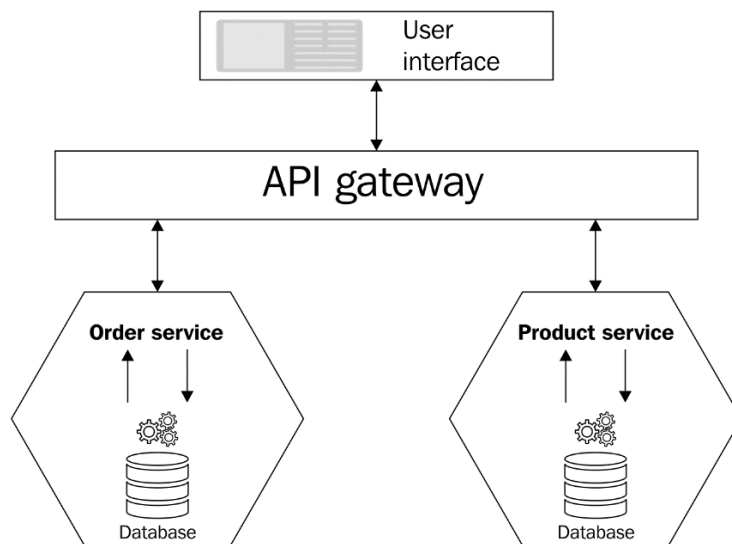 User
interface
API gateway
Order service
Product service
Database
Database